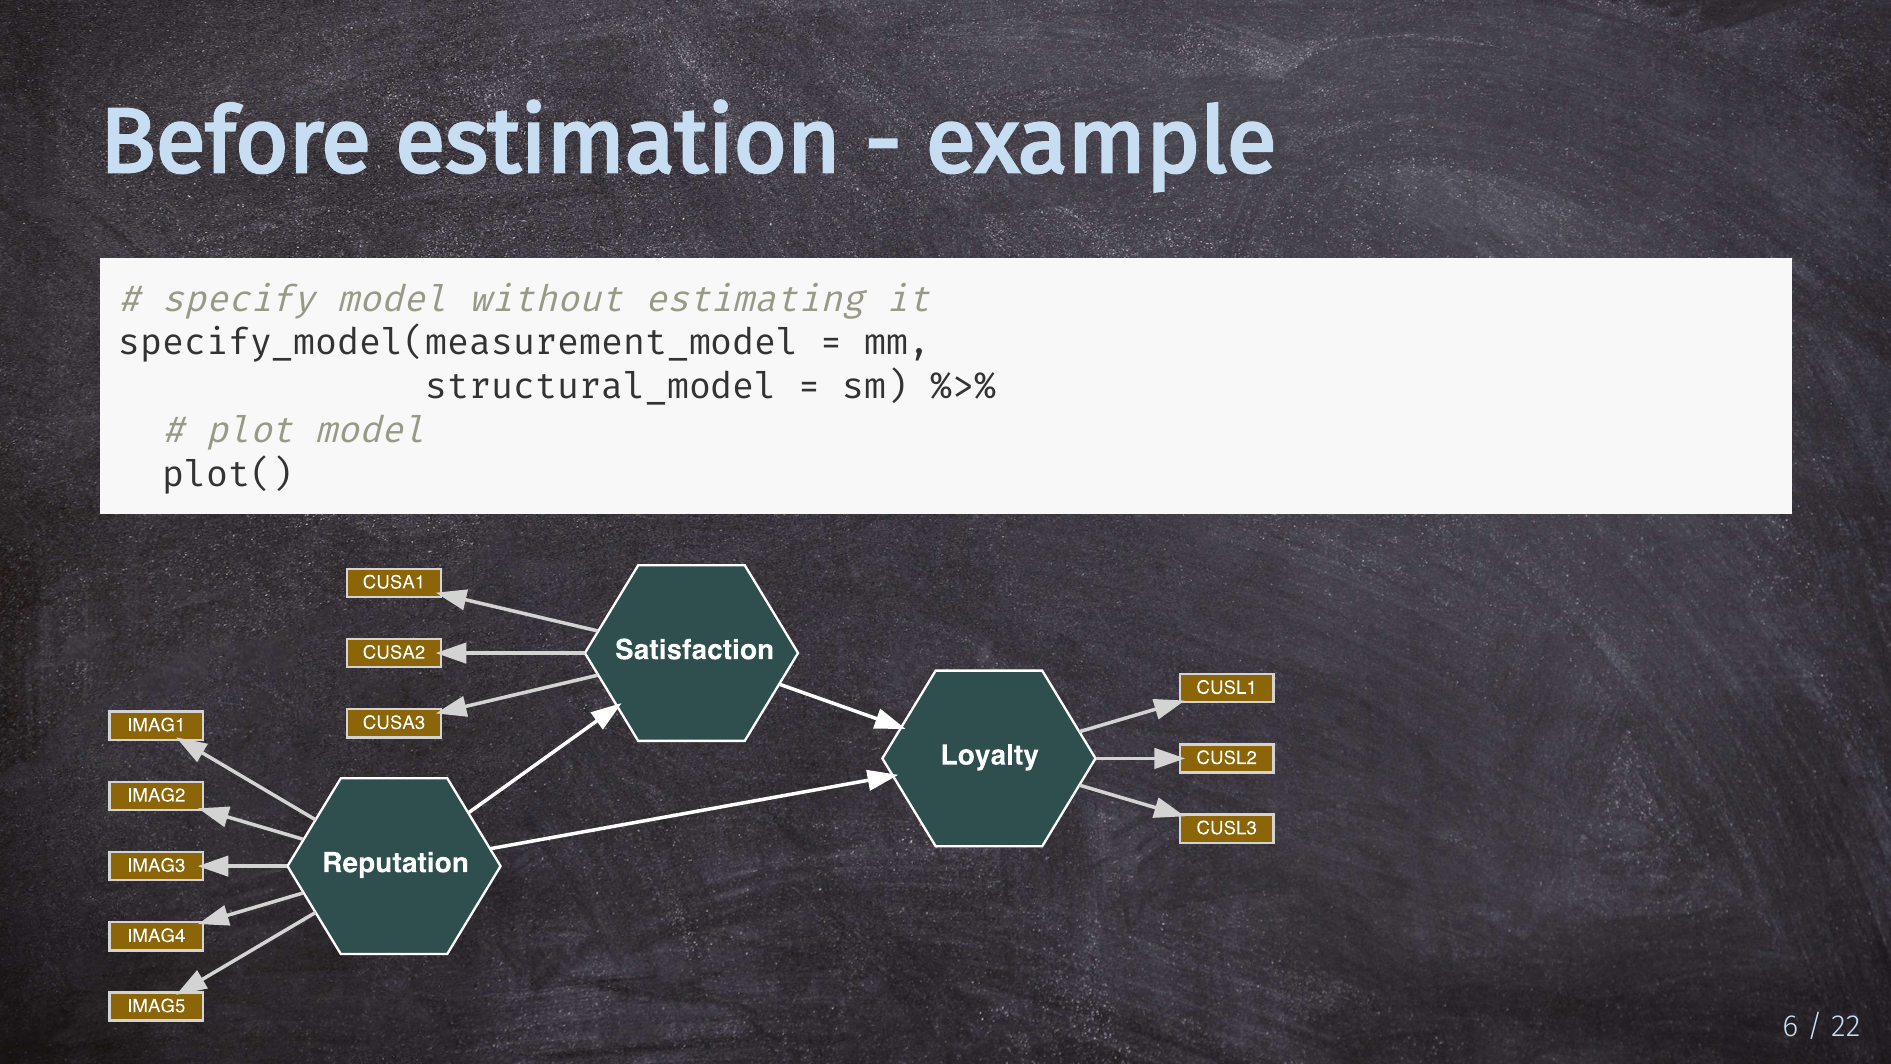 Before estimation - example
# specify model without estimating it
specify_model(measurement_model = mm,
              structural_model = sm) %>%
  # plot model
  plot()
CUSA1
CUSA2
CUSA3
Satisfaction
IMAG1
IMAG2
IMAG3
IMAG4
IMAG5
Reputation
Loyalty
CUSL1
CUSL2
CUSL3
6 / 22